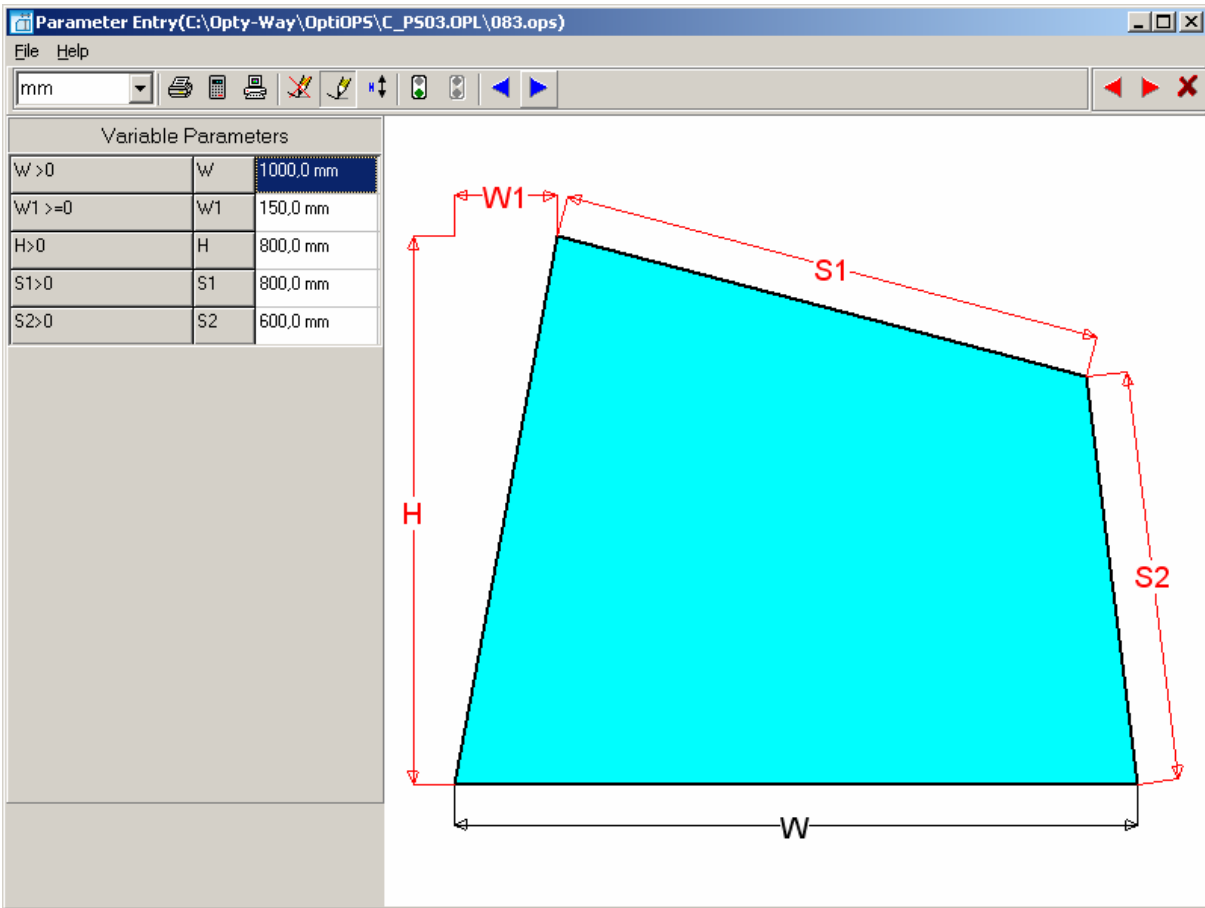 Parameter Entry(C:\Opty-Way\OptiOPS\C_PS03.OPL\083.ops)
File Help
mm
Variable Parameters
W >0 W 1000,0 mm
W1 >=0 W1 150,0 mm
H>0 H 800,0 mm
S1>0 S1 800,0 mm
S2>0 S2 600,0 mm
W1
S1
H
S2
W